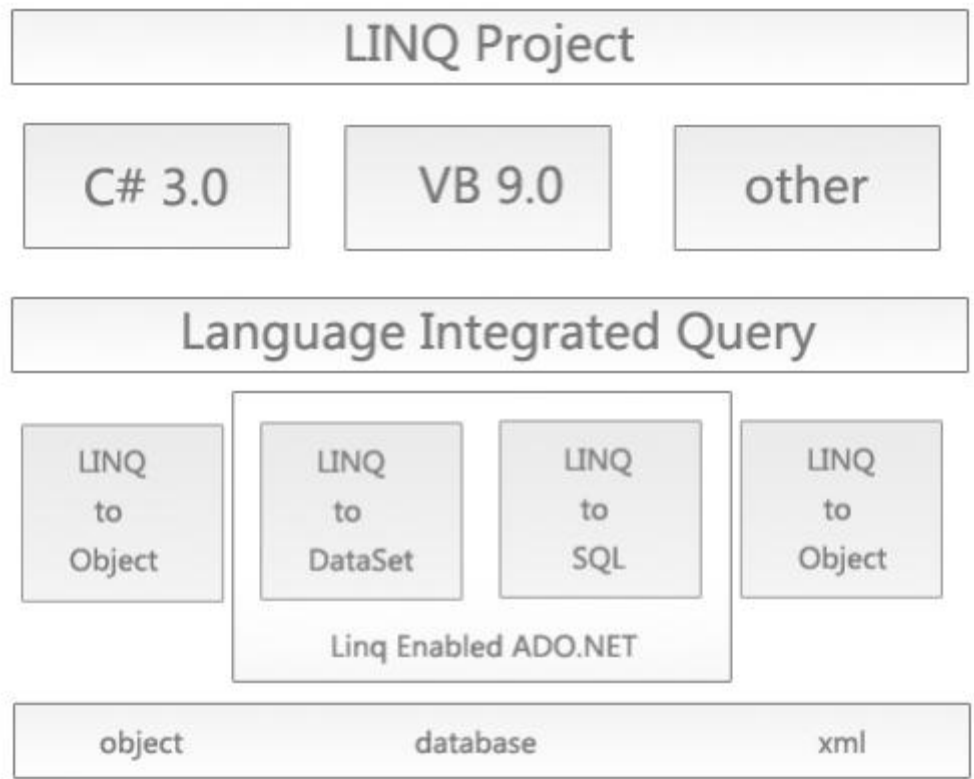 LINQ Project
C# 3.0
VB 9.0
other
Language Integrated Query
LINQ
to
Object
LINQ
to
DataSet
LINQ
to
SQL
LINQ
to
Object
Linq Enabled ADO.NET
object
database
xml